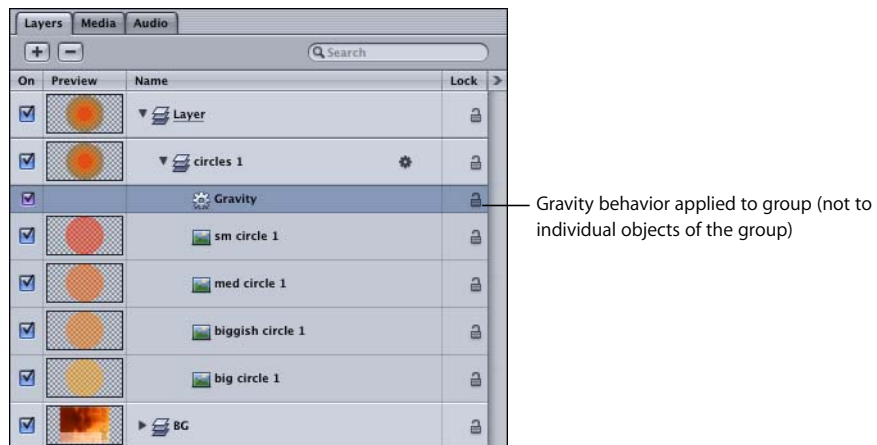 Layers Media Audio
Search
On Preview Name Lock
Layer
circles 1
Gravity
Gravity behavior applied to group (not to
individual objects of the group)
sm circle 1
med circle 1
biggish circle 1
big circle 1
BG